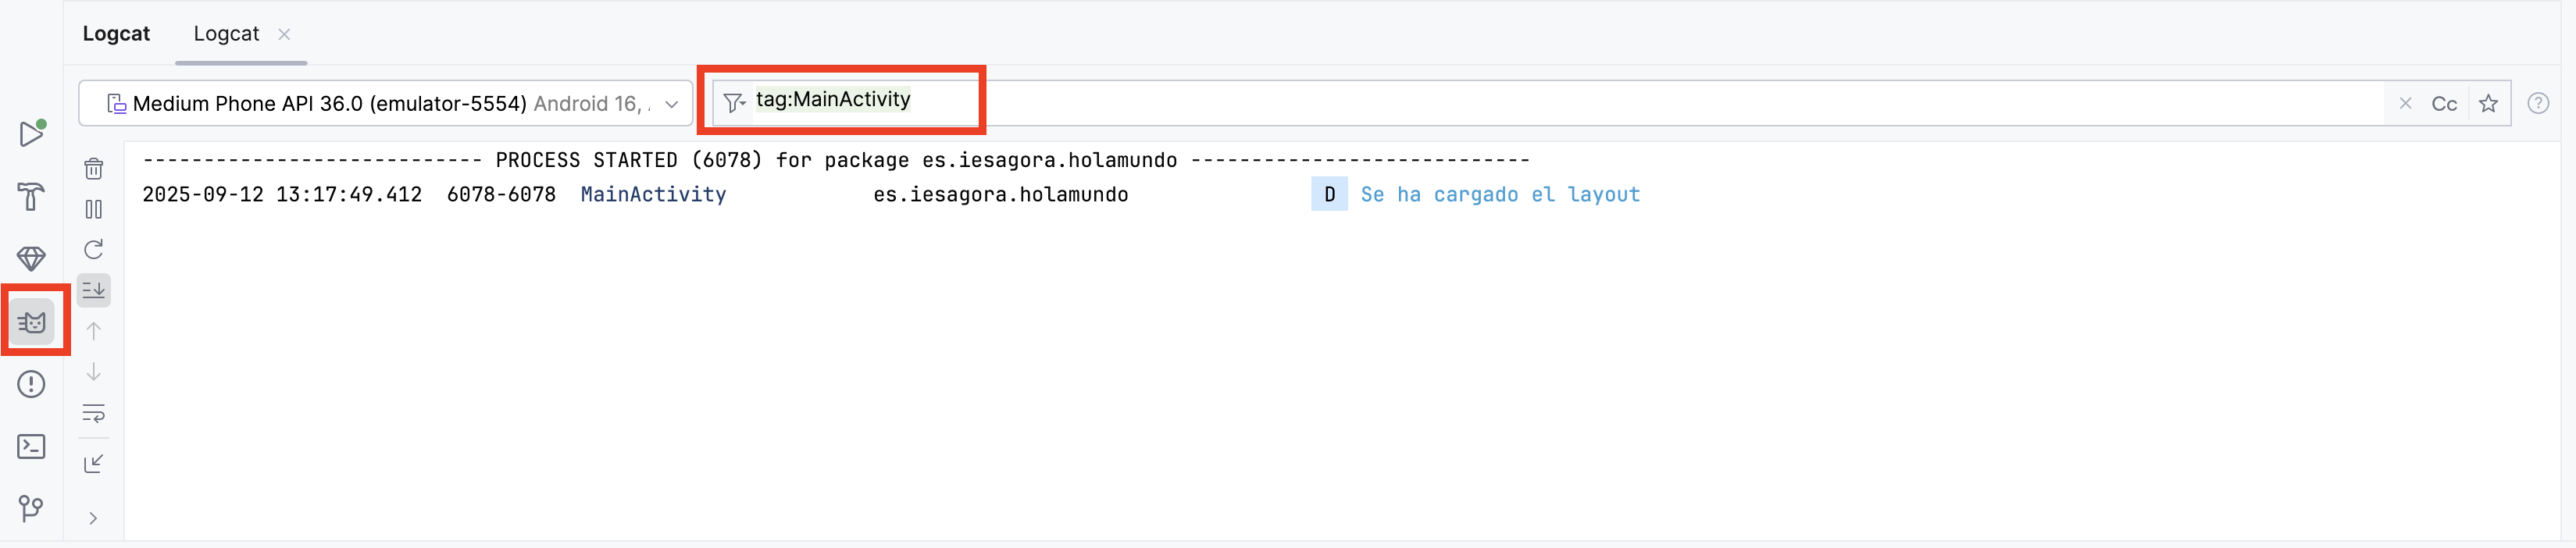 Logcat Logcat
Medium Phone API 36.0 (emulator-5554) Android 16, . tag:MainActivity Cc
---------------------------- PROCESS STARTED (6078) for package es.iesagora.holamundo ----------------------------
2025-09-12 13:17:49.412 6078-6078 MainActivity es.iesagora.holamundo D Se ha cargado el layout